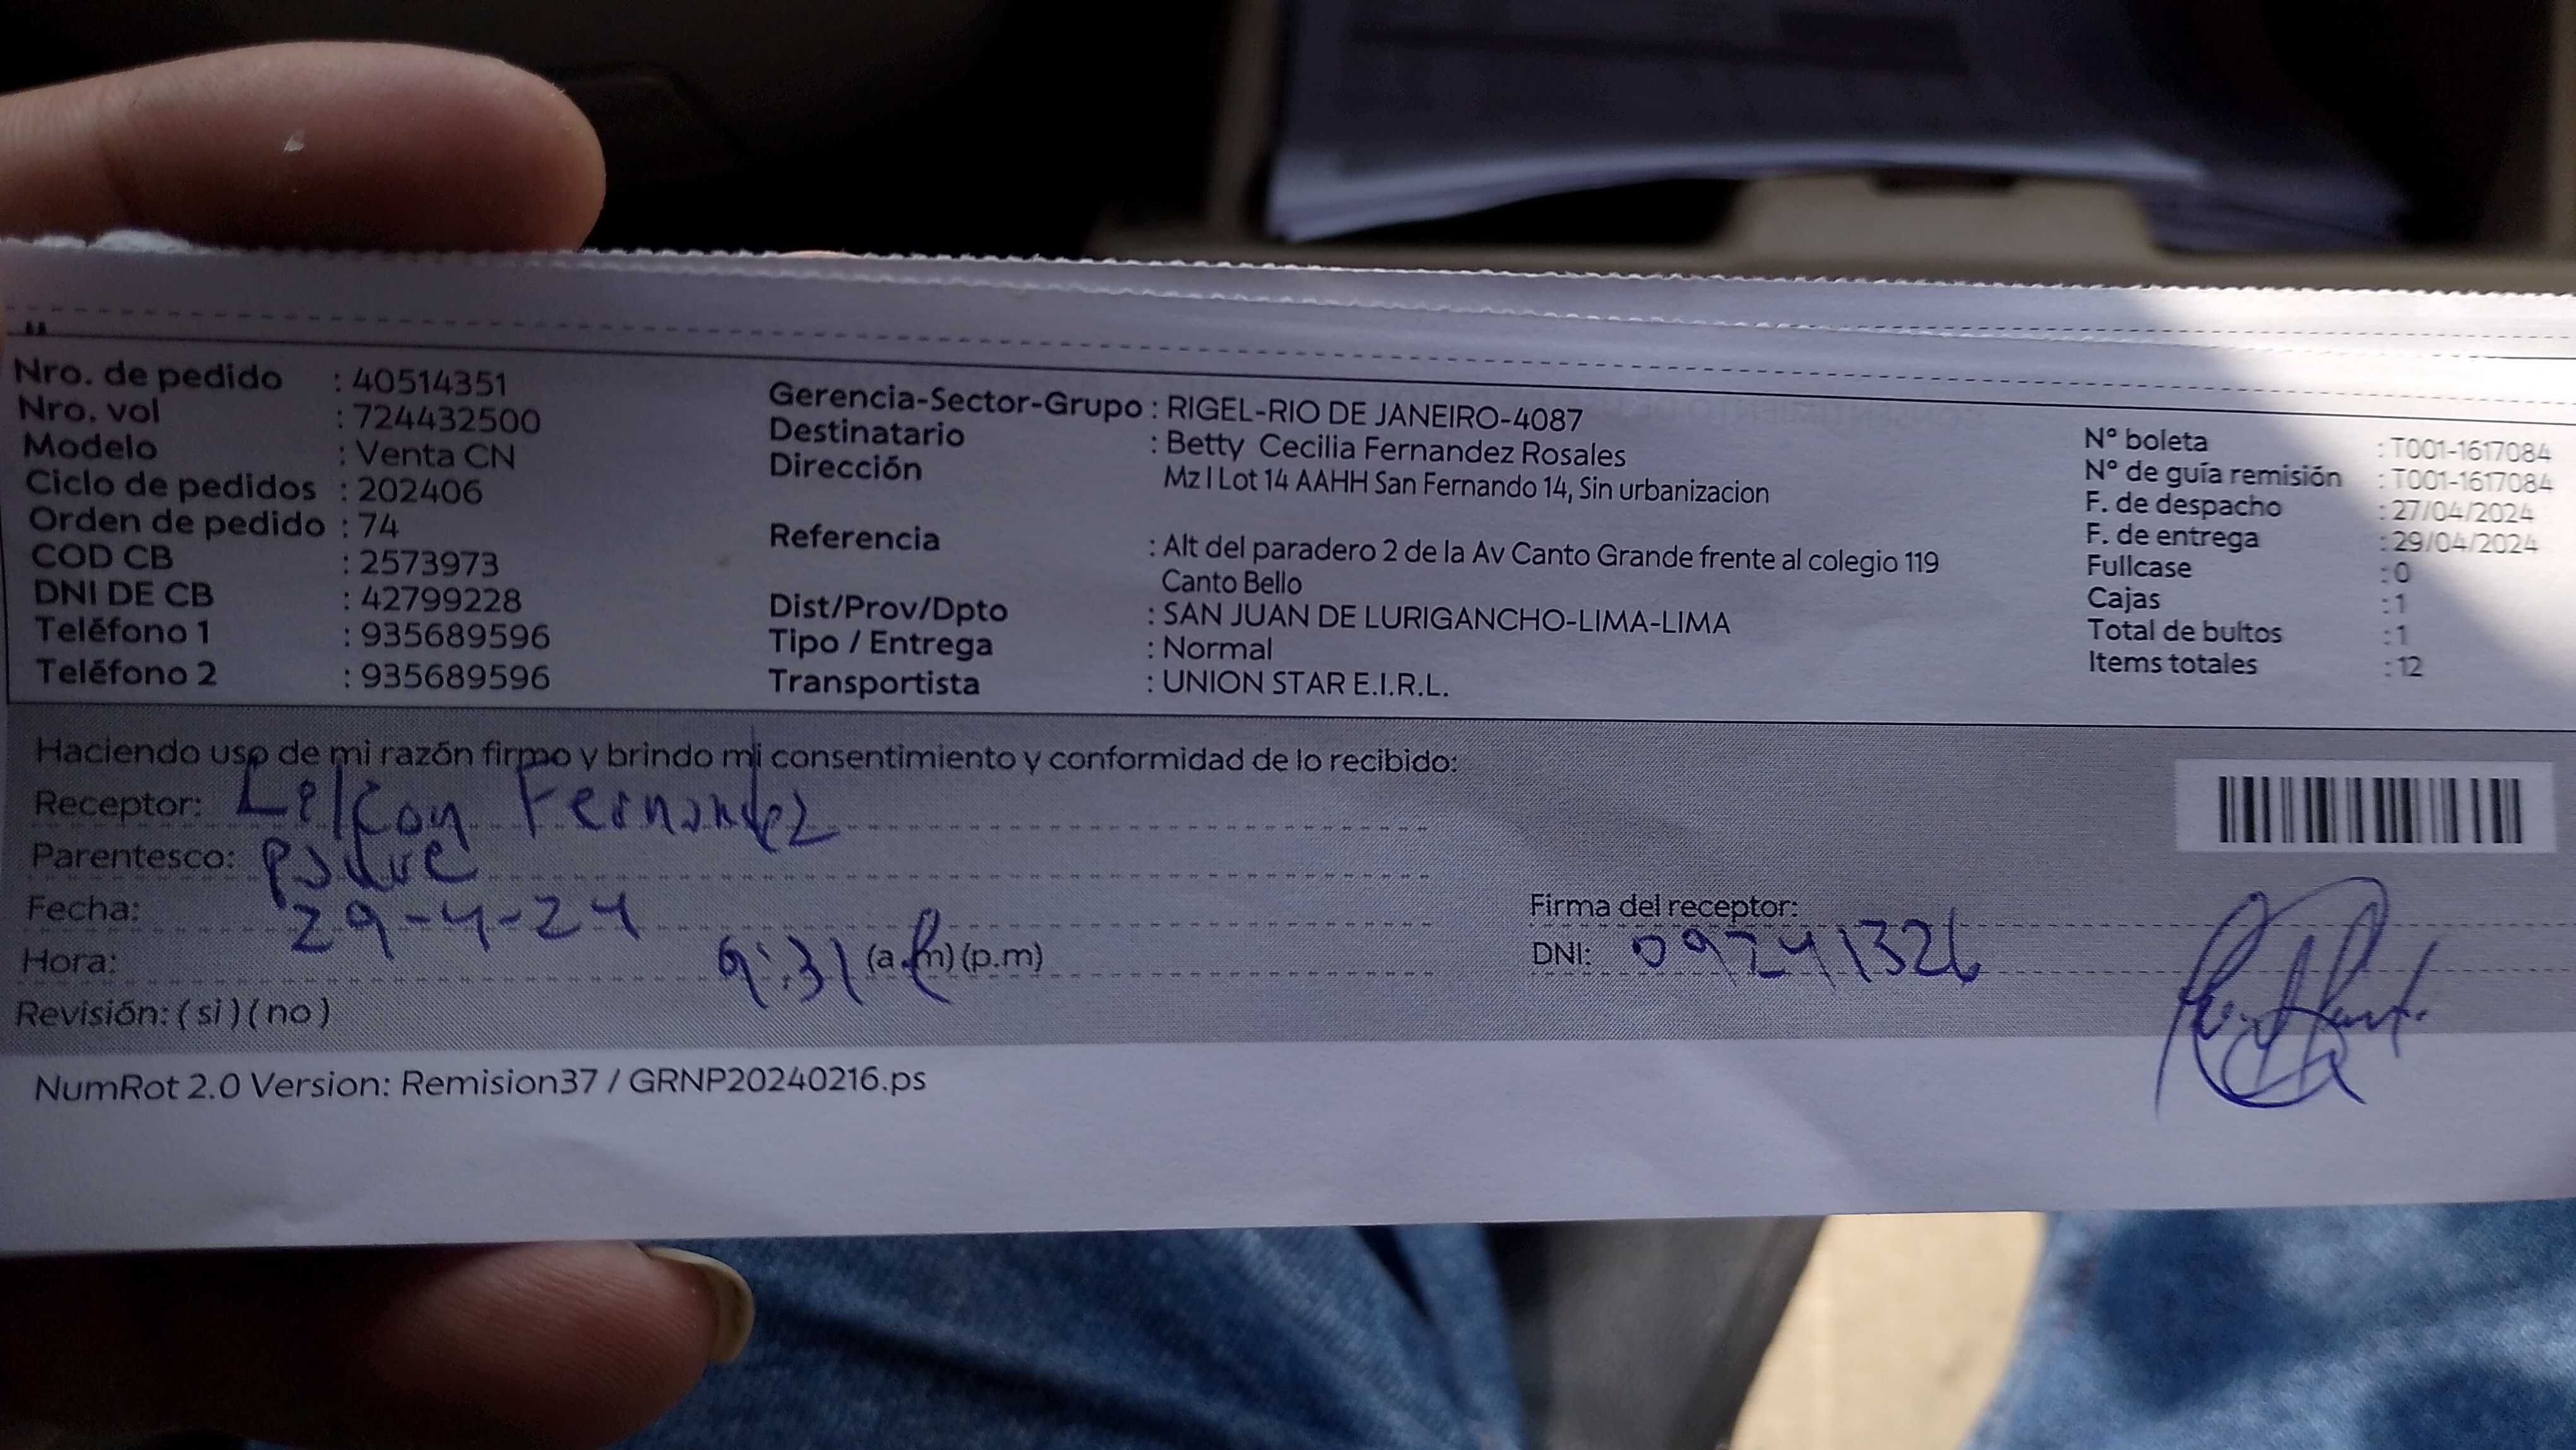 Nro. de pedido : 40514351
Nro. vol : 724432500
Modelo : Venta CN
Ciclo de pedidos : 202406
Orden de pedido : 74
COD CB : 2573973
DNI DE CB : 42799228
Teléfono 1 : 935689596
Teléfono 2 : 935689596
Gerencia-Sector-Grupo : RIGEL-RIO DE JANEIRO-4087
Destinatario : Betty Cecilia Fernandez Rosales
Dirección Mz I Lot 14 AAHH San Fernando 14, Sin urbanizacion
Referencia : Alt del paradero 2 de la Av Canto Grande frente al colegio 119
Canto Bello
Dist/Prov/Dpto : SAN JUAN DE LURIGANCHO-LIMA-LIMA
Tipo / Entrega : Normal
Transportista : UNION STAR E.I.R.L.
N° boleta : T001-1617084
N° de guía remisión : T001-1617084
F. de despacho : 27/04/2024
F. de entrega : 29/04/2024
Fullcase : 0
Cajas : 1
Total de bultos : 1
Items totales : 12
Haciendo uso de mi razón firmo y brindo mi consentimiento y conformidad de lo recibido:
Receptor: Fernandez
Parentesco:
Fecha: 29-4-24
Hora: 9:31 (a.m) (p.m)
Revisión: ( si ) ( no )
Firma del receptor:
DNI: 09241326
NumRot 2.0 Version: Remision37 / GRNP20240216.ps